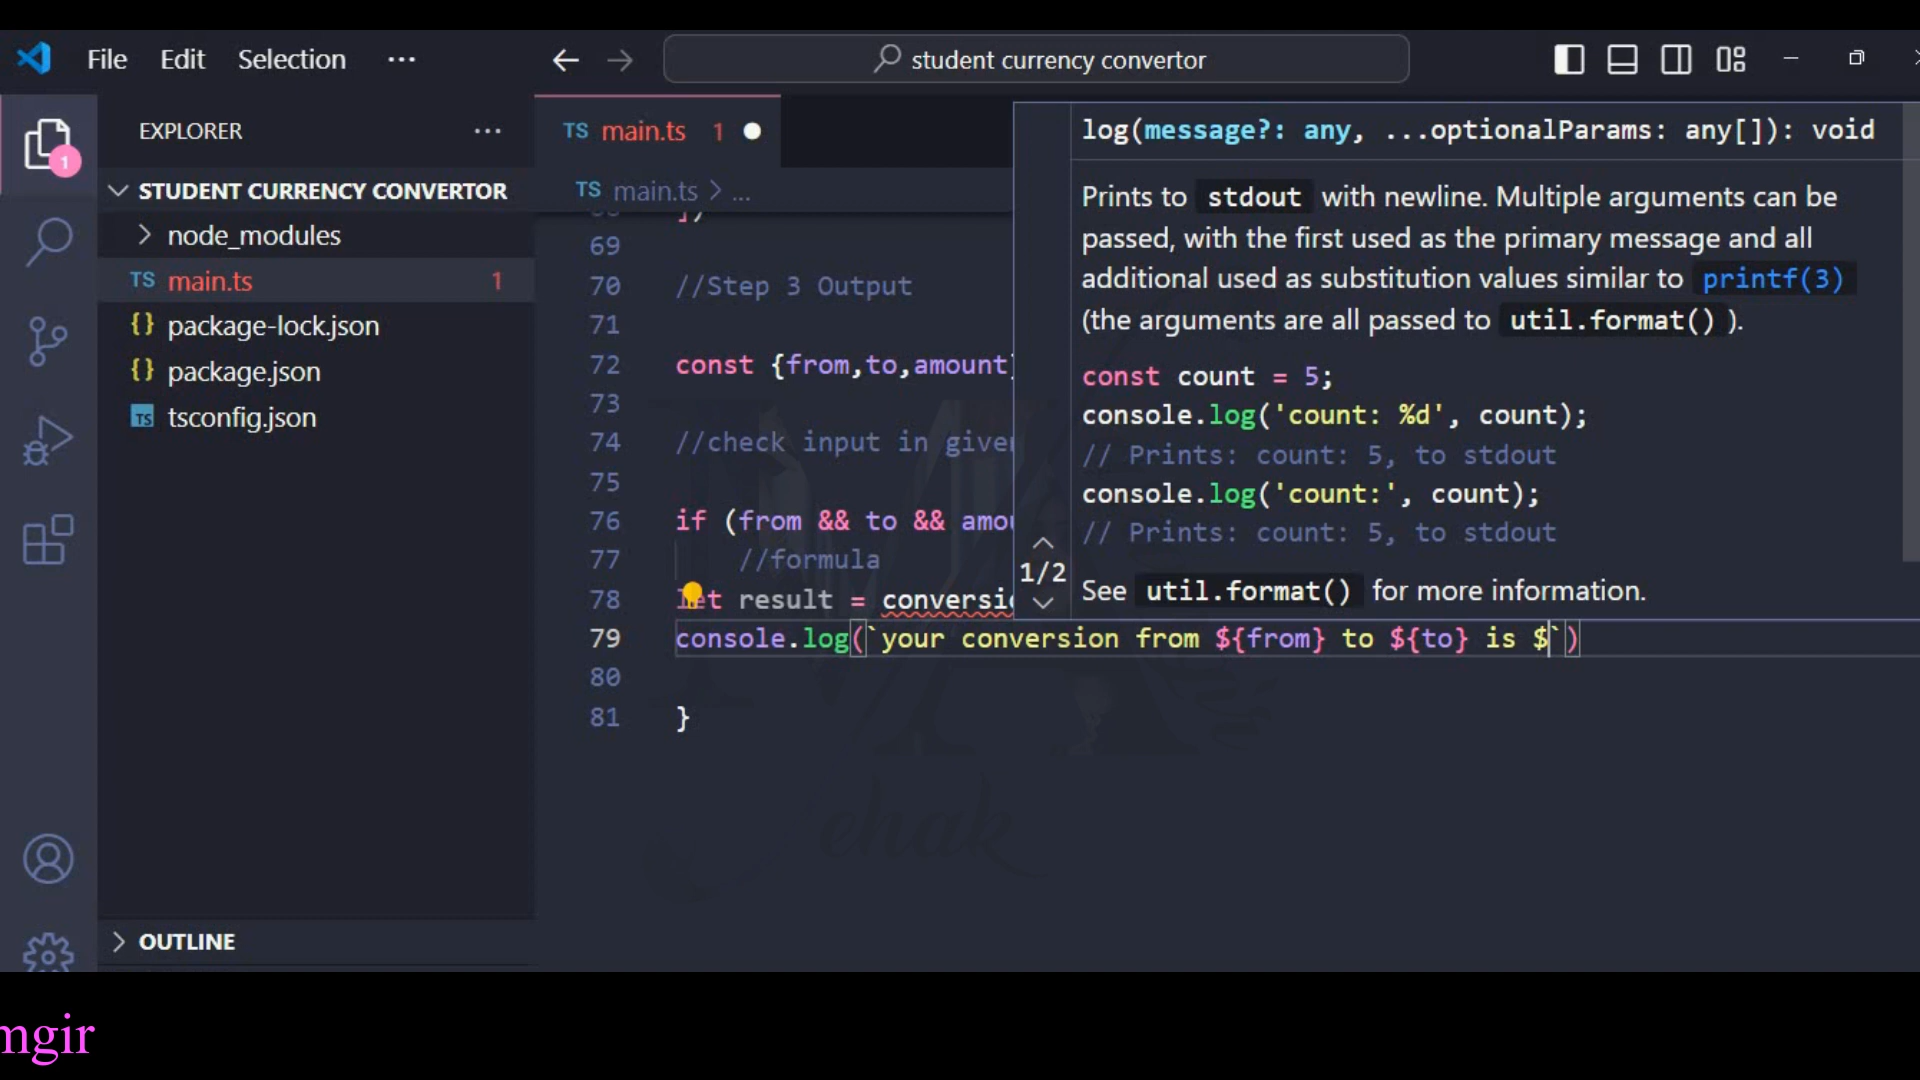 File Edit Selection ...
student currency convertor
EXPLORER ...
TS main.ts 1
log(message?: any, ...optionalParams: any[]): void
1
STUDENT CURRENCY CONVERTOR
TS main.ts > ...
Prints to stdout with newline. Multiple arguments can be
node_modules
69
passed, with the first used as the primary message and all
TS main.ts 1
70 //Step 3 Output
additional used as substitution values similar to printf(3)
{} package-lock.json
71
(the arguments are all passed to util.format() ).
{} package.json
72 const {from,to,amount}
const count = 5;
TS tsconfig.json
73
console.log('count: %d', count);
74 //check input in given
// Prints: count: 5, to stdout
75
console.log('count:', count);
76 if (from && to && amou
// Prints: count: 5, to stdout
77 //formula
1/2
See util.format() for more information.
78 let result = conversio
79 console.log(`your conversion from ${from} to ${to} is $`)
80
81 }
ehak
OUTLINE
mgir